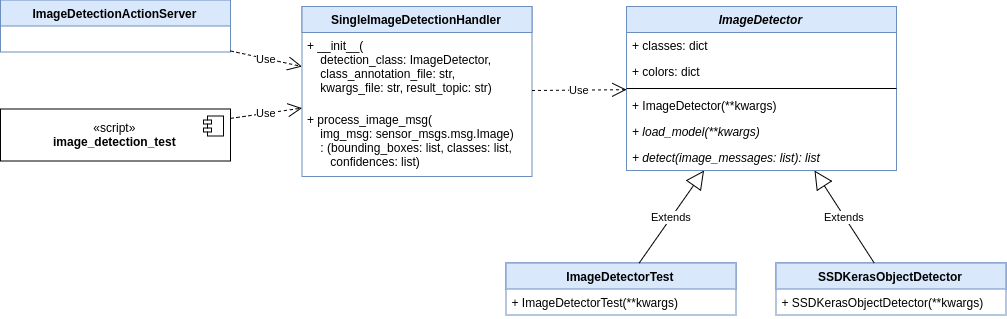 ImageDetectionActionServer
Use
«script»
image_detection_test
Use
SingleImageDetectionHandler
+ __init__(
detection_class: ImageDetector,
class_annotation_file: str,
kwargs_file: str, result_topic: str)
+ process_image_msg(
img_msg: sensor_msgs.msg.Image)
: (bounding_boxes: list, classes: list,
confidences: list)
Use
ImageDetector
+ classes: dict
+ colors: dict
+ ImageDetector(**kwargs)
+ load_model(**kwargs)
+ detect(image_messages: list): list
Extends
Extends
ImageDetectorTest
+ ImageDetectorTest(**kwargs)
SSDKerasObjectDetector
+ SSDKerasObjectDetector(**kwargs)